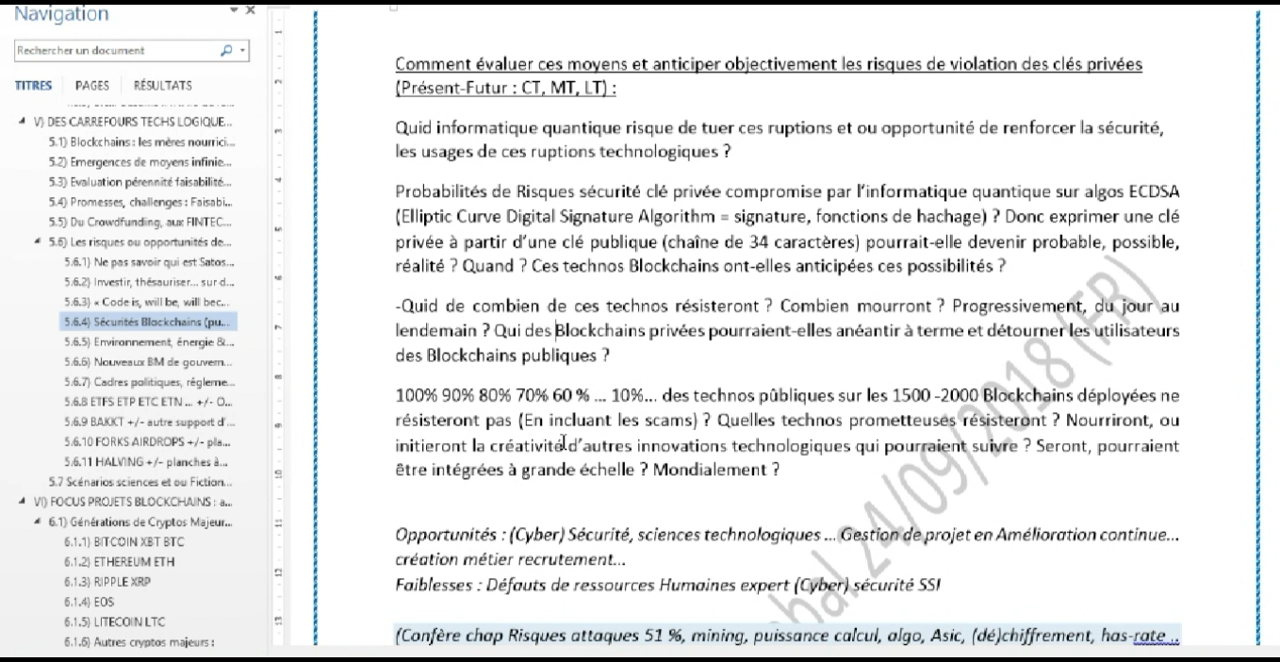 Navigation
Rechercher un document
TITRES PAGES RÉSULTATS
V) DES CARREFOURS TECHS LOGIQUE...
5.1) Blockchains : les mères nourrici...
5.2) Emergences de moyens infinie...
5.3) Evaluation pérennité faisabilité...
5.4) Promesses, challenges : Faisabi...
5.5) Du Crowdfunding, aux FINTEC...
5.6) Les risques ou opportunités de...
5.6.1) Ne pas savoir qui est Satos...
5.6.2) Investir, thésauriser... sur d...
5.6.3) « Code is, will be, will bec...
5.6.4) Sécurités Blockchains (pu...
5.6.5) Environnement, énergie &...
5.6.6) Nouveaux BM de gouvern...
5.6.7) Cadres politiques, régleme...
5.6.8 ETFS ETP ETC ETN ... +/- O...
5.6.9 BAKKT +/- autre support d'...
5.6.10 FORKS AIRDROPS +/- pla...
5.6.11 HALVING +/- planches à...
5.7 Scénarios sciences et ou Fiction...
VI) FOCUS PROJETS BLOCKCHAINS : a...
6.1) Générations de Cryptos Majeur...
6.1.1) BITCOIN XBT BTC
6.1.2) ETHEREUM ETH
6.1.3) RIPPLE XRP
6.1.4) EOS
6.1.5) LITECOIN LTC
6.1.6) Autres cryptos majeurs :
Comment évaluer ces moyens et anticiper objectivement les risques de violation des clés privées
(Présent-Futur : CT, MT, LT) :
Quid informatique quantique risque de tuer ces ruptions et ou opportunité de renforcer la sécurité,
les usages de ces ruptions technologiques ?
Probabilités de Risques sécurité clé privée compromise par l'informatique quantique sur algos ECDSA
(Elliptic Curve Digital Signature Algorithm = signature, fonctions de hachage) ? Donc exprimer une clé
privée à partir d'une clé publique (chaîne de 34 caractères) pourrait-elle devenir probable, possible,
réalité ? Quand ? Ces technos Blockchains ont-elles anticipées ces possibilités ?
-Quid de combien de ces technos résisteront ? Combien mourront ? Progressivement, du jour au
lendemain ? Qui des Blockchains privées pourraient-elles anéantir à terme et détourner les utilisateurs
des Blockchains publiques ?
100% 90% 80% 70% 60 % ... 10%... des technos pûbliques sur les 1500 -2000 Blockchains déployées ne
résisteront pas (En incluant les scams) ? Quelles technos prometteuses résisteront ? Nourriront, ou
initieront la créativité d'autres innovations technologiques qui pourraient suivre ? Seront, pourraient
être intégrées à grande échelle ? Mondialement ?
Opportunités : (Cyber) Sécurité, sciences technologiques ... Gestion de projet en Amélioration continue...
création métier recrutement...
Faiblesses : Défauts de ressources Humaines expert (Cyber) sécurité SSI
(Confère chap Risques attaques 51 %, mining, puissance calcul, algo, Asic, (dé)chiffrement, has-rate ..
bal 24/09/2018 (FR)